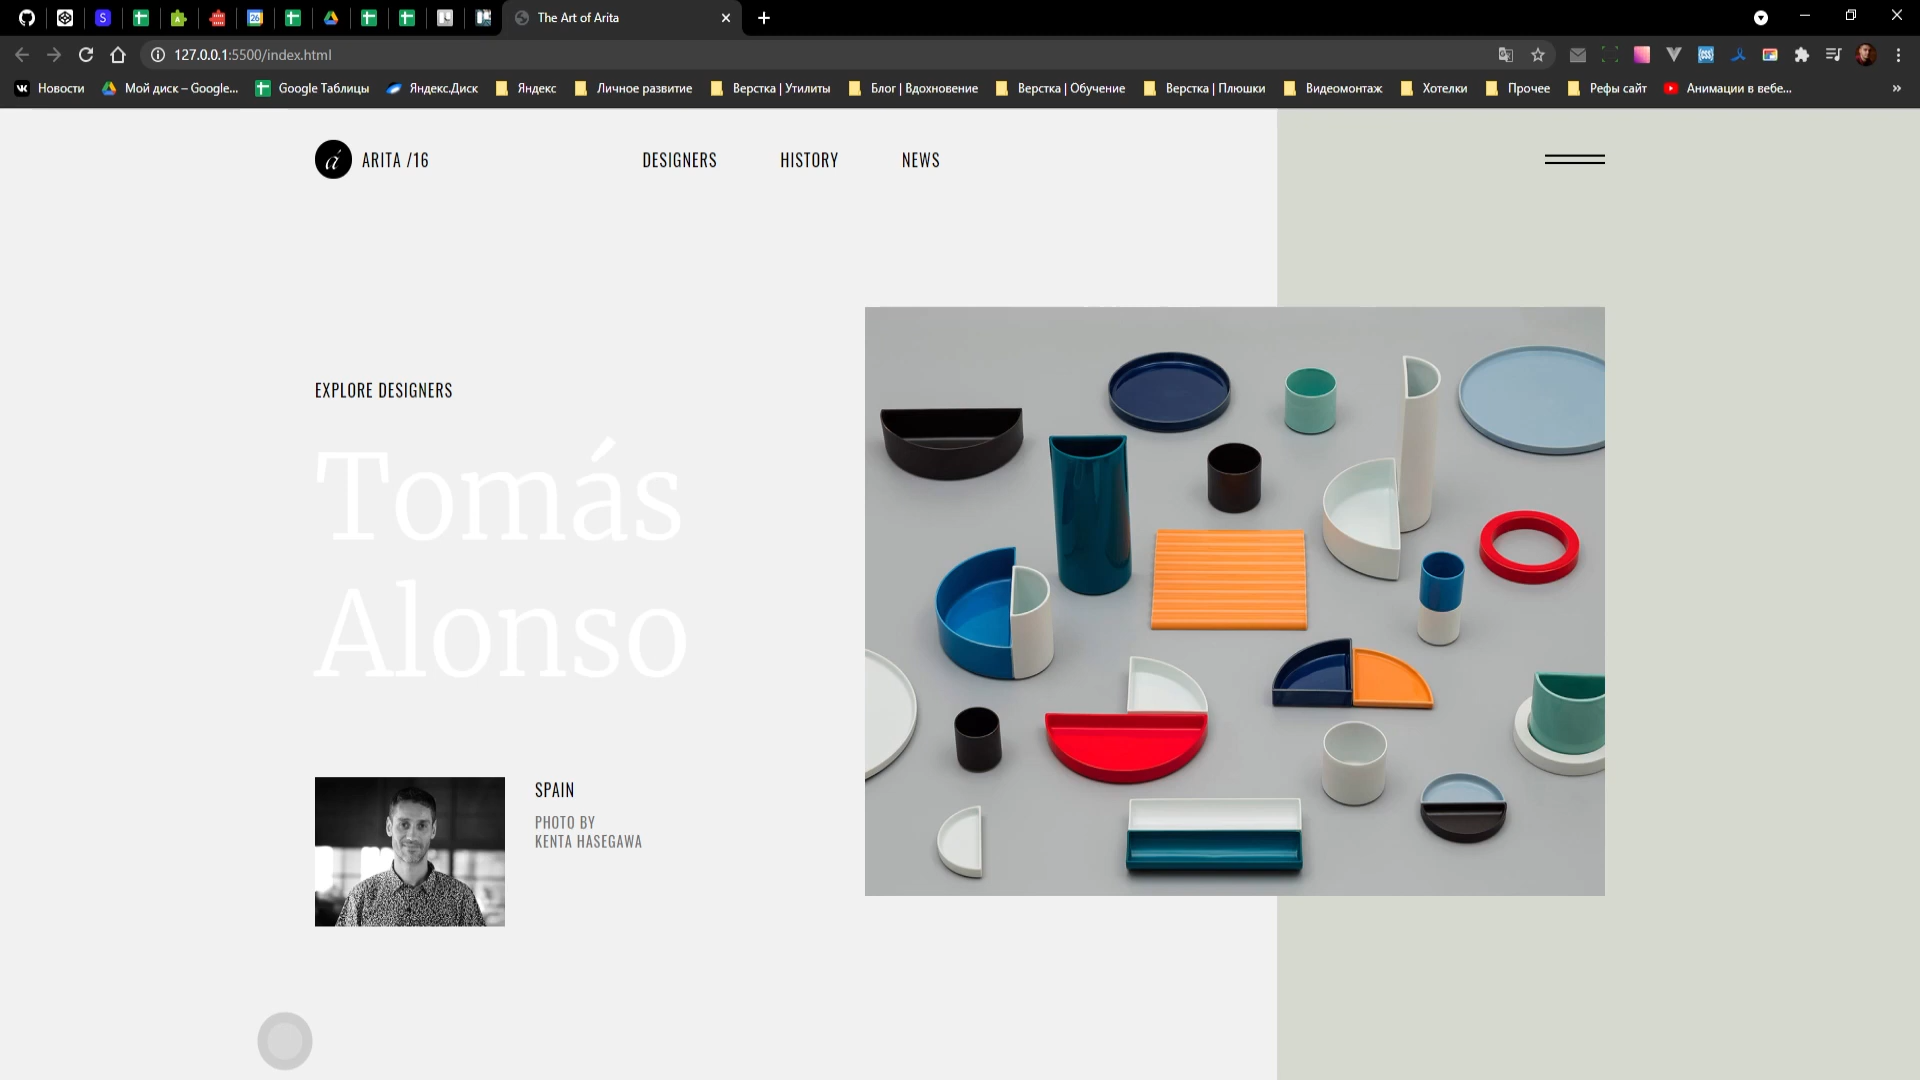 The Art of Arita
127.0.0.1:5500/index.html
Новости
Мой диск – Google...
Google Таблицы
Яндекс.Диск
Яндекс
Личное развитие
Верстка | Утилиты
Блог | Вдохновение
Верстка | Обучение
Верстка | Плюшки
Видеомонтаж
Хотелки
Прочее
Рефы сайт
Анимации в вебе...
»
á ARITA /16
DESIGNERS
HISTORY
NEWS
EXPLORE DESIGNERS
Tomás
Alonso
SPAIN
PHOTO BY
KENTA HASEGAWA